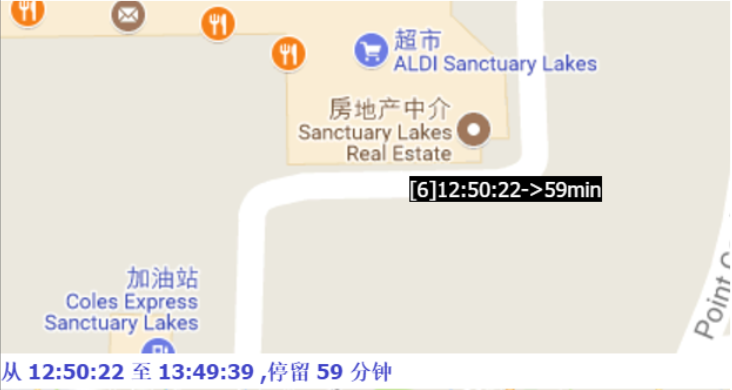 超市
ALDI Sanctuary Lakes
房地产中介
Sanctuary Lakes
Real Estate
[6]12:50:22->59min
加油站
Coles Express
Sanctuary Lakes
Point
从 12:50:22 至 13:49:39 ,停留 59 分钟